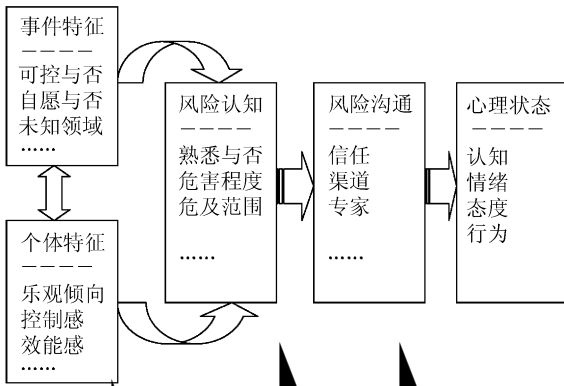 事件特征
————
可控与否
自愿与否
未知领域
……
个体特征
————
乐观倾向
控制感
效能感
……
风险认知
————
熟悉与否
危害程度
危及范围
……
风险沟通
————
信任
渠道
专家
……
心理状态
————
认知
情绪
态度
行为